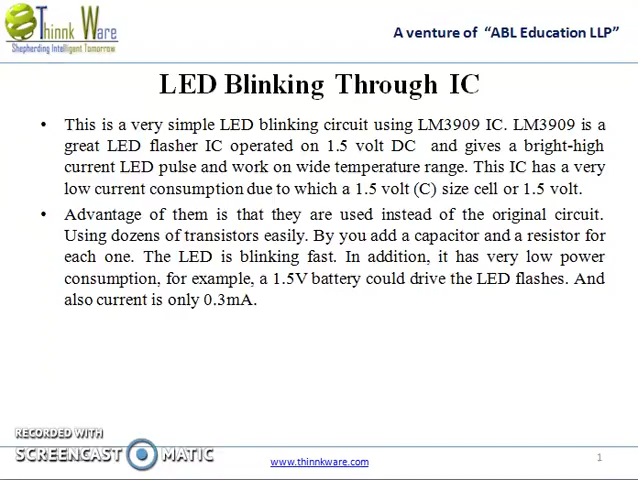 Thinnk Ware
Shepherding Intelligent Tomorrow
A venture of “ABL Education LLP”
LED Blinking Through IC
• This is a very simple LED blinking circuit using LM3909 IC. LM3909 is a
great LED flasher IC operated on 1.5 volt DC and gives a bright-high
current LED pulse and work on wide temperature range. This IC has a very
low current consumption due to which a 1.5 volt (C) size cell or 1.5 volt.
• Advantage of them is that they are used instead of the original circuit.
Using dozens of transistors easily. By you add a capacitor and a resistor for
each one. The LED is blinking fast. In addition, it has very low power
consumption, for example, a 1.5V battery could drive the LED flashes. And
also current is only 0.3mA.
RECORDED WITH
SCREENCAST MATIC
www.thinnkware.com
1